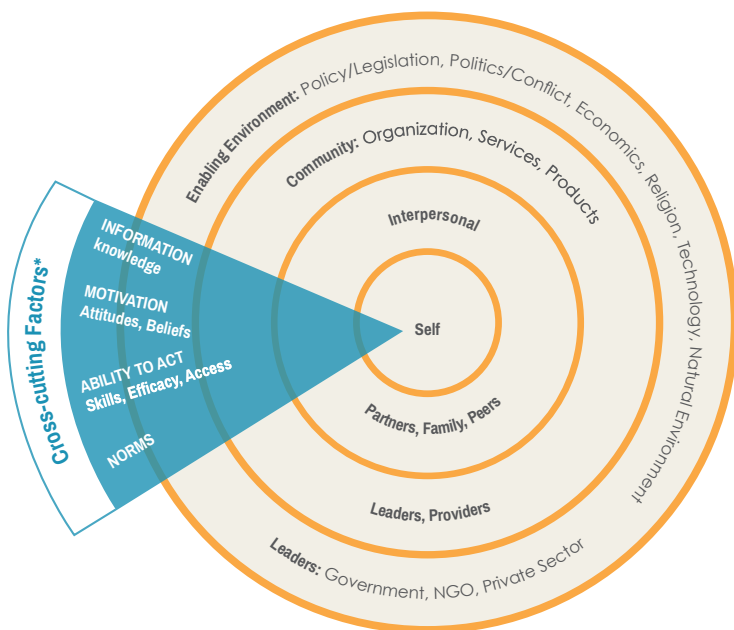 Enabling Environment: Policy/Legislation, Politics/Conflict, Economics, Religion, Technology, Natural Environment
Community: Organization, Services, Products
Interpersonal
Self
Partners, Family, Peers
Leaders, Providers
Leaders: Government, NGO, Private Sector
Cross-cutting Factors*
INFORMATION
knowledge
MOTIVATION
Attitudes, Beliefs
ABILITY TO ACT
Skills, Efficacy, Access
NORMS